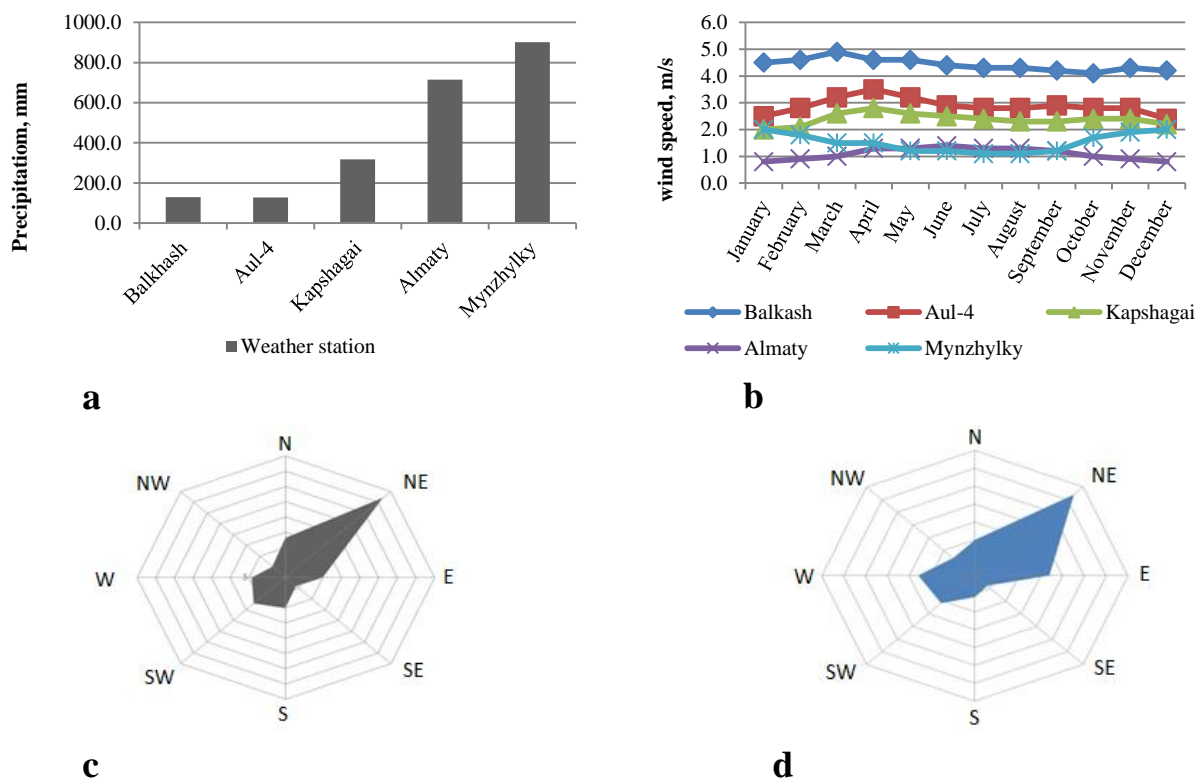 Precipitatiom, mm
1000.0
800.0
600.0
400.0
200.0
0.0
Balkhash
Aul-4
Kapshagai
Almaty
Mynzhylky
Weather station
a
wind speed, m/s
6.0
5.0
4.0
3.0
2.0
1.0
0.0
January
February
March
April
May
June
July
August
September
October
November
December
Balkash
Aul-4
Kapshagai
Almaty
Mynzhylky
b
N
NE
E
SE
S
SW
W
NW
c
N
NE
E
SE
S
SW
W
NW
d